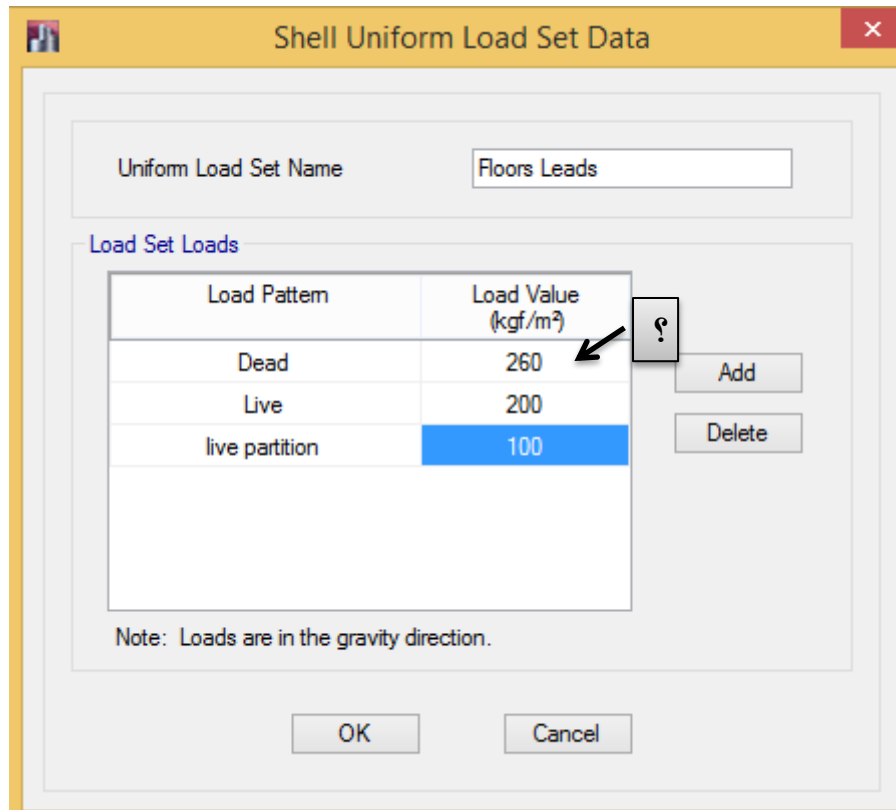 Shell Uniform Load Set Data
Uniform Load Set Name
Floors Leads
Load Set Loads
Load Pattern
Load Value
(kgf/m²)
Dead 260
Live 200
live partition 100
؟
Add
Delete
Note: Loads are in the gravity direction.
OK
Cancel